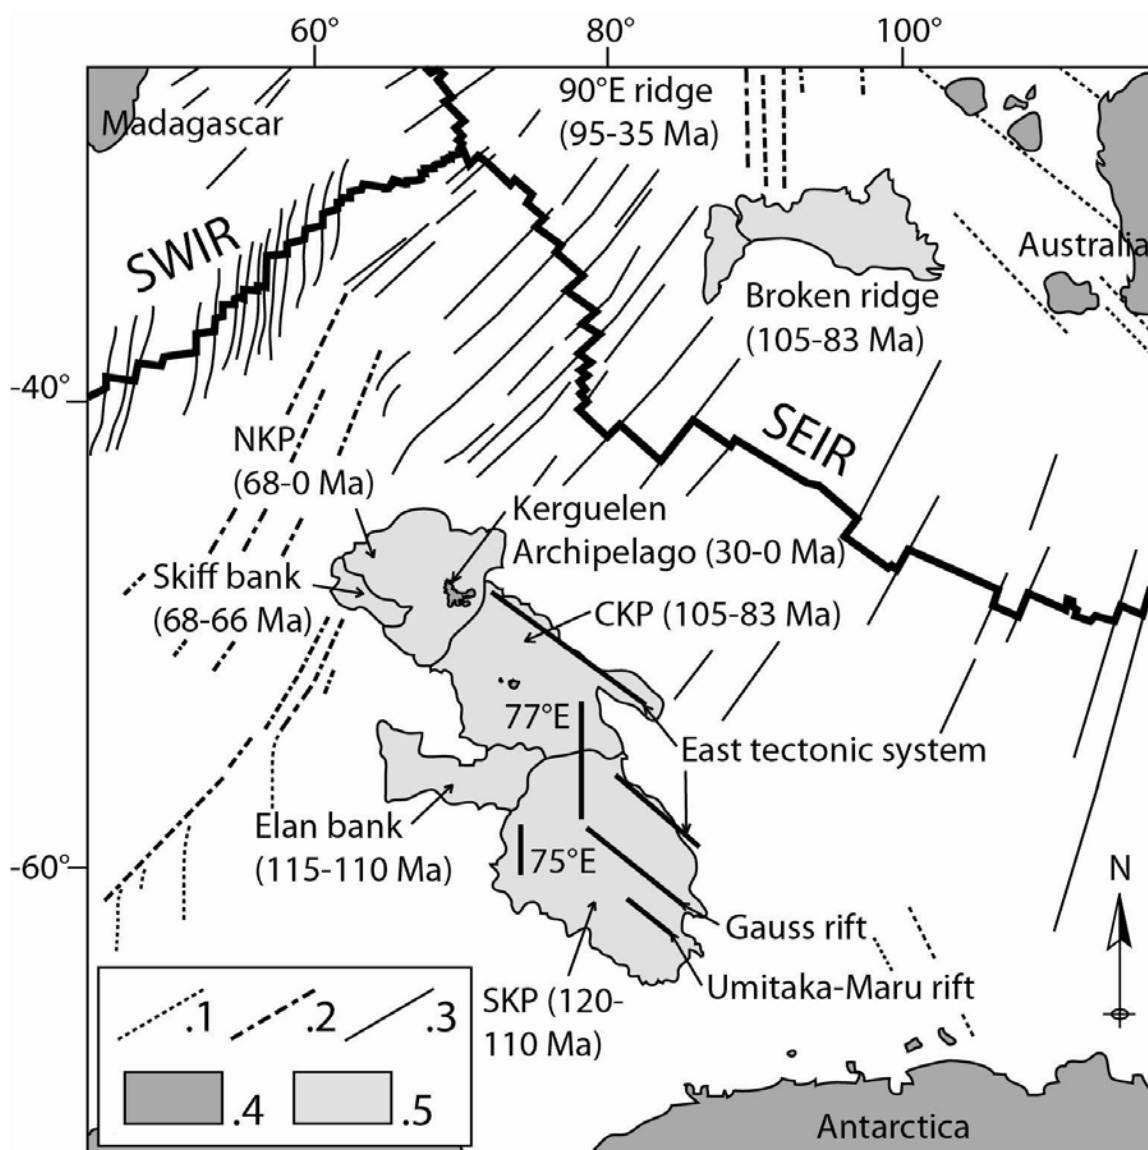 60°
80°
100°
90°E ridge
(95-35 Ma)
Madagascar
SWIR
Australia
Broken ridge
(105-83 Ma)
-40°
SEIR
NKP
(68-0 Ma)
Kerguelen
Archipelago (30-0 Ma)
Skiff bank
(68-66 Ma)
CKP (105-83 Ma)
77°E
East tectonic system
Elan bank
(115-110 Ma)
75°E
-60°
N
Gauss rift
Umitaka-Maru rift
SKP (120-
110 Ma)
.1
.2
.3
.4
.5
Antarctica